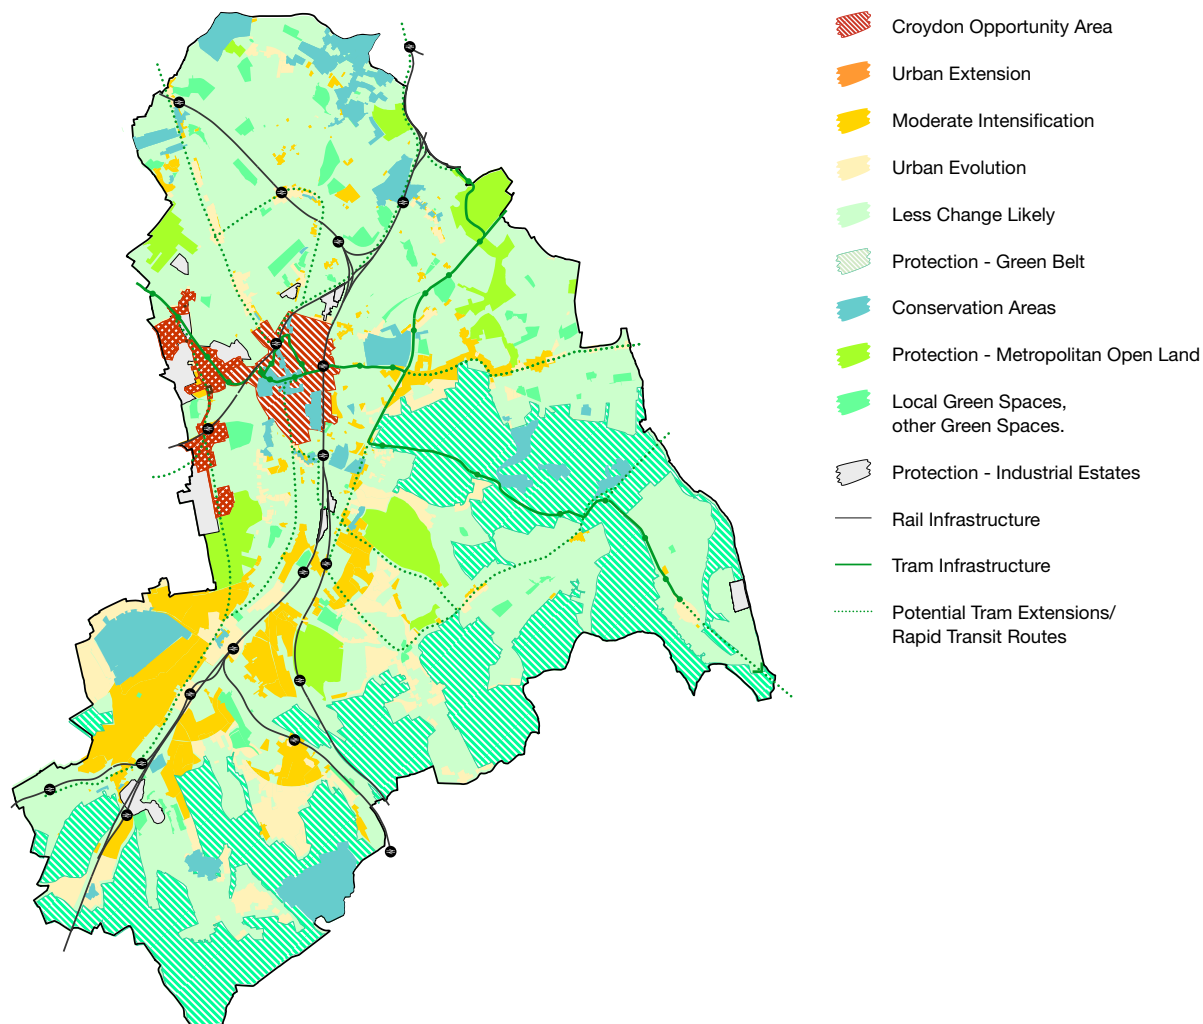 Croydon Opportunity Area
Urban Extension
Moderate Intensification
Urban Evolution
Less Change Likely
Protection - Green Belt
Conservation Areas
Protection - Metropolitan Open Land
Local Green Spaces,
other Green Spaces.
Protection - Industrial Estates
Rail Infrastructure
Tram Infrastructure
Potential Tram Extensions/
Rapid Transit Routes